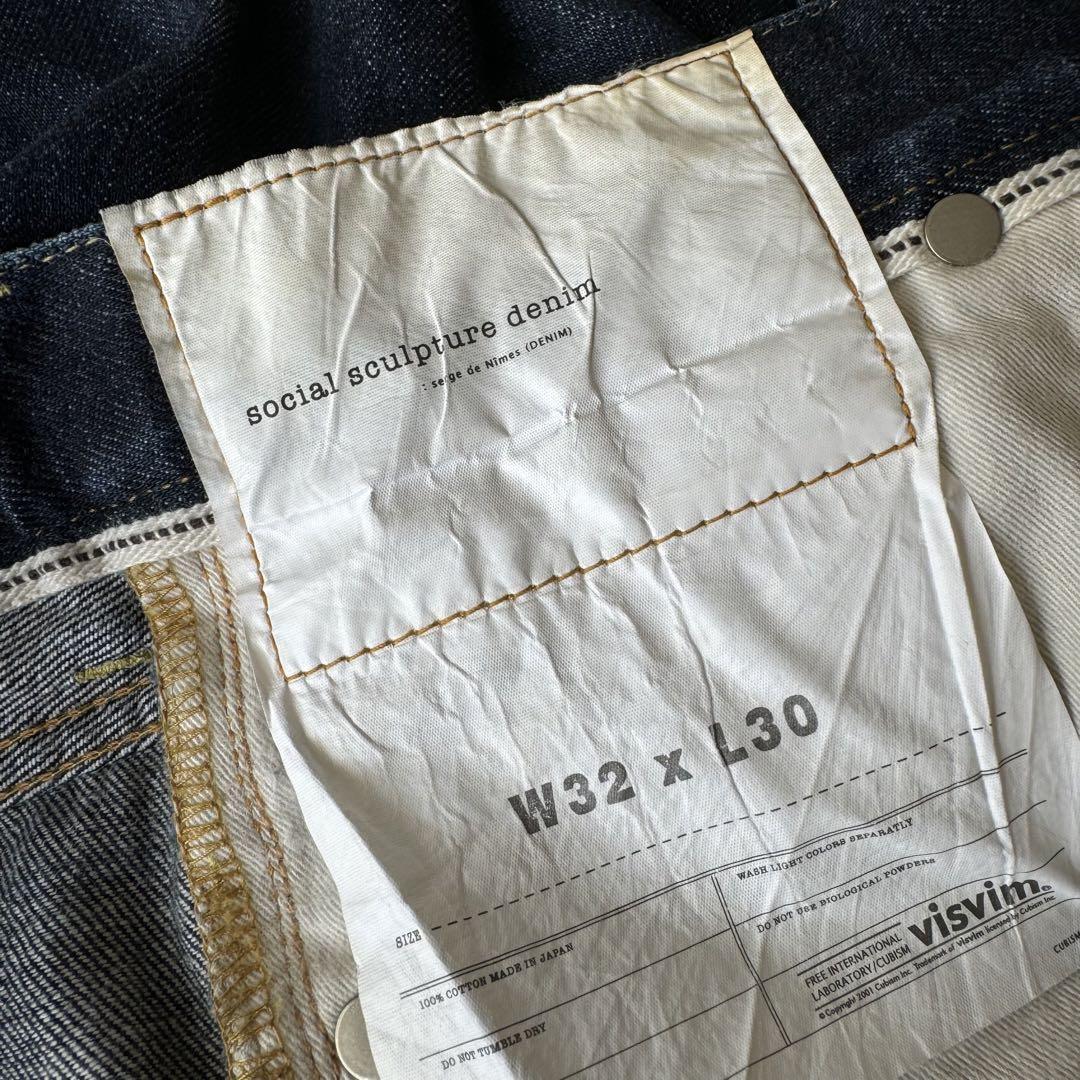 social sculpture denim
: serge de Nîmes (DENIM)
W32 x L30
SIZE
100% COTTON MADE IN JAPAN
DO NOT TUMBLE DRY
WASH LIGHT COLORS SEPARATLY
DO NOT USE BIOLOGICAL POWDERS
FREE INTERNATIONAL
LABORATORY/CUBISM
visvim®
© Copyright 2001 Cubism Inc. Trademark of visvim licensed by Cubism Inc
CUBISM